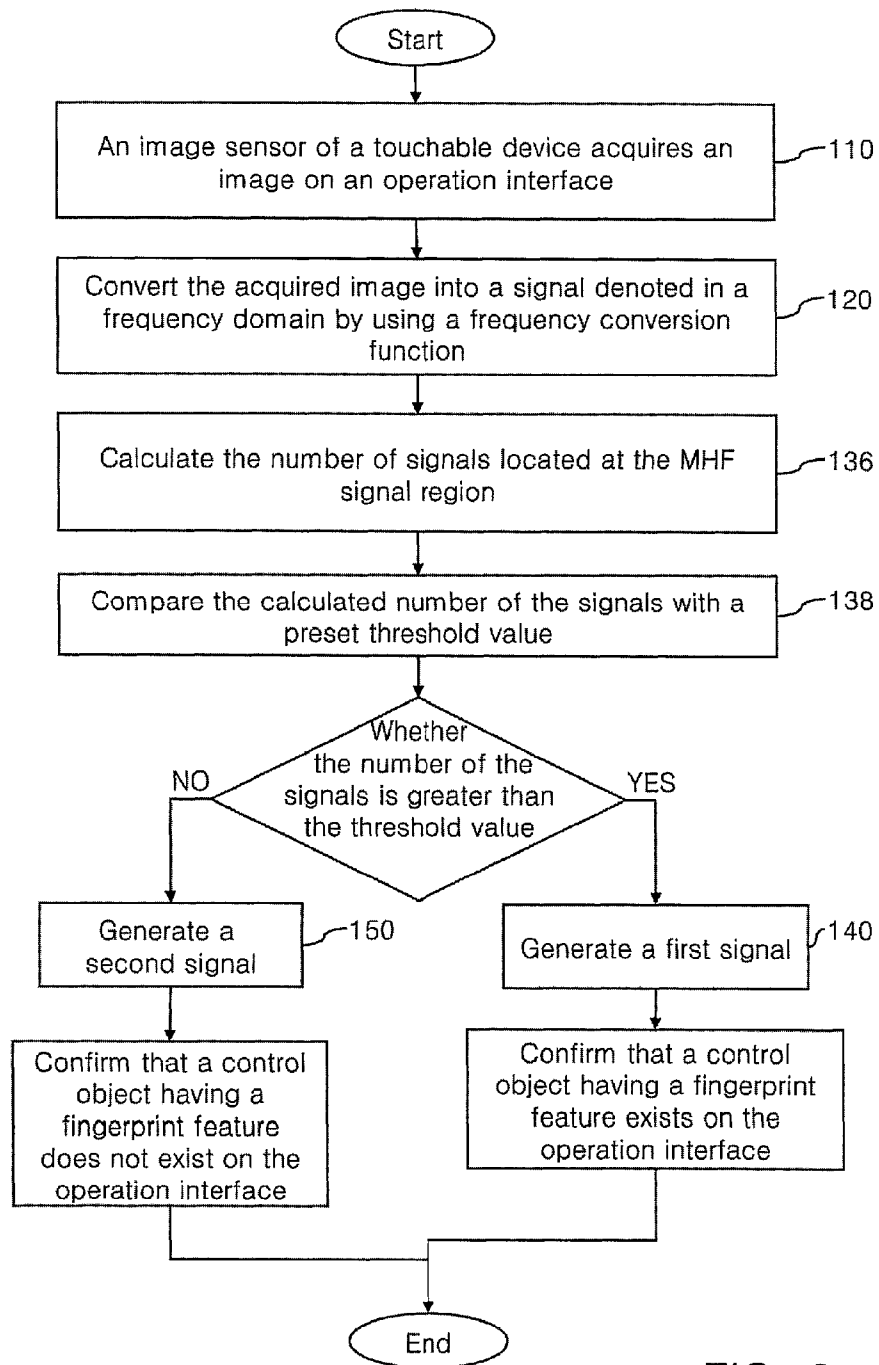 Start
An image sensor of a touchable device acquires an
image on an operation interface
110
Convert the acquired image into a signal denoted in a
frequency domain by using a frequency conversion
function
120
Calculate the number of signals located at the MHF
signal region
136
Compare the calculated number of the signals with a
preset threshold value
138
Whether
the number of the
signals is greater than
the threshold value
NO
YES
Generate a
second signal
150
Generate a first signal
140
Confirm that a control
object having a
fingerprint feature
does not exist on the
operation interface
Confirm that a control
object having a fingerprint
feature exists on the
operation interface
End